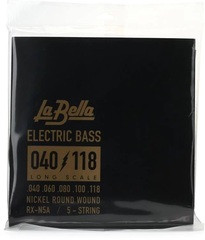 La Bella
ELECTRIC BASS
040/118
LONG SCALE
.040 .060 .080 .100 .118
NICKEL ROUND WOUND
RX-N5A / 5-STRING